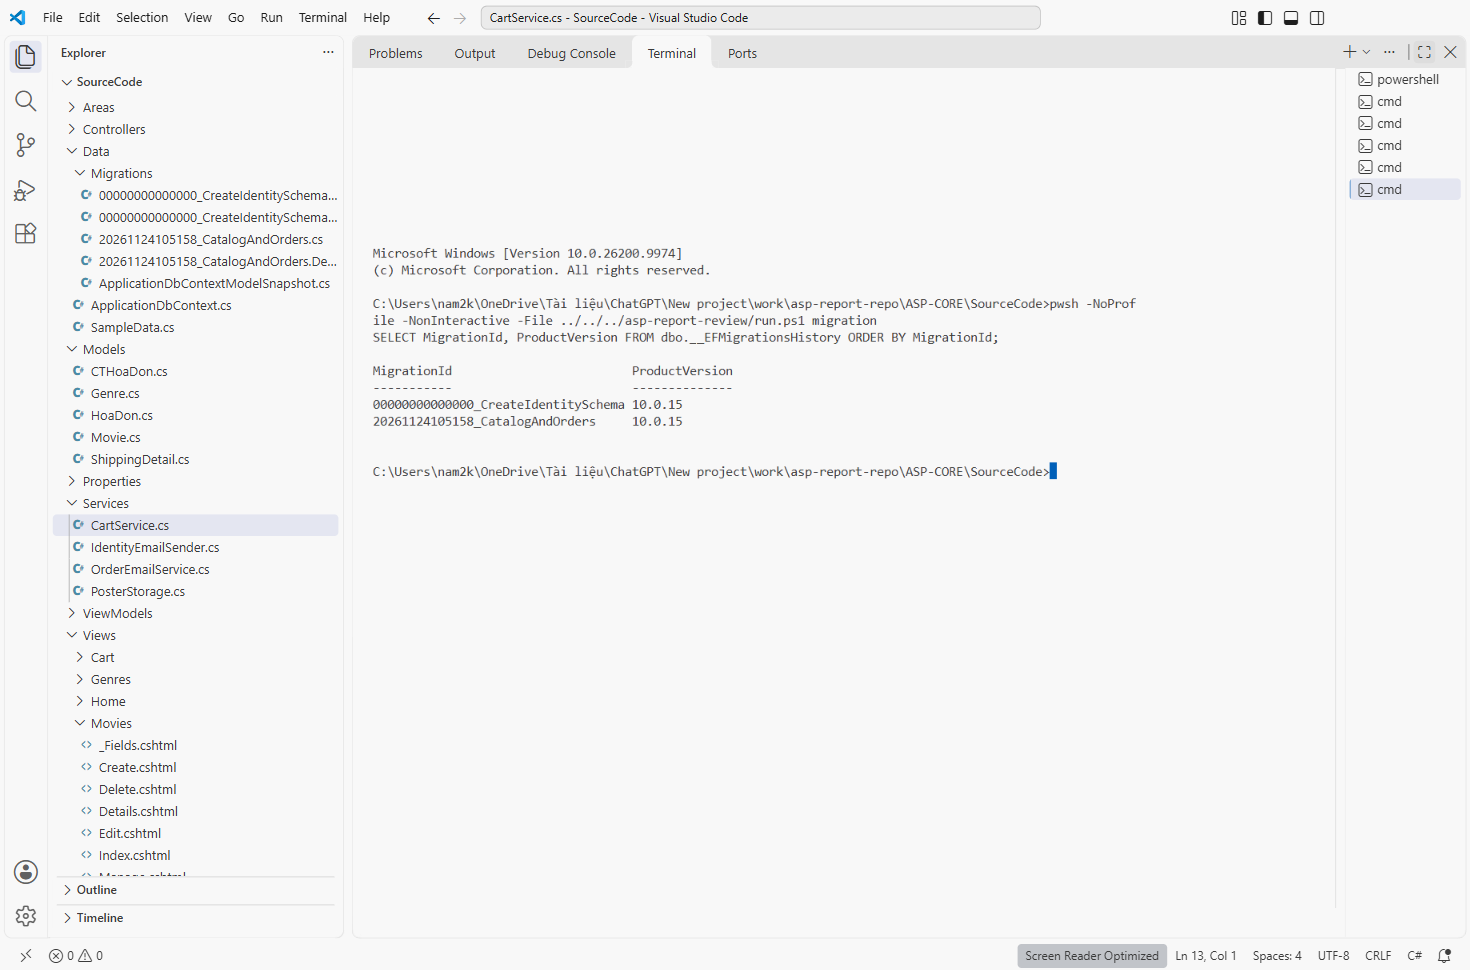 File Edit Selection View Go Run Terminal Help
CartService.cs - SourceCode - Visual Studio Code
Explorer
SourceCode
Areas
Controllers
Data
Migrations
00000000000000_CreateIdentitySchema...
00000000000000_CreateIdentitySchema...
20261124105158_CatalogAndOrders.cs
20261124105158_CatalogAndOrders.De...
ApplicationDbContextModelSnapshot.cs
ApplicationDbContext.cs
SampleData.cs
Models
CTHoaDon.cs
Genre.cs
HoaDon.cs
Movie.cs
ShippingDetail.cs
Properties
Services
CartService.cs
IdentityEmailSender.cs
OrderEmailService.cs
PosterStorage.cs
ViewModels
Views
Cart
Genres
Home
Movies
_Fields.cshtml
Create.cshtml
Delete.cshtml
Details.cshtml
Edit.cshtml
Index.cshtml
Outline
Timeline
Problems Output Debug Console Terminal Ports
Microsoft Windows [Version 10.0.26200.9974]
(c) Microsoft Corporation. All rights reserved.
C:\Users\nam2k\OneDrive\Tài liệu\ChatGPT\New project\work\asp-report-repo\ASP-CORE\SourceCode>pwsh -NoProf
ile -NonInteractive -File ../../../asp-report-review/run.ps1 migration
SELECT MigrationId, ProductVersion FROM dbo.__EFMigrationsHistory ORDER BY MigrationId;
MigrationId ProductVersion
----------- --------------
00000000000000_CreateIdentitySchema 10.0.15
20261124105158_CatalogAndOrders 10.0.15
C:\Users\nam2k\OneDrive\Tài liệu\ChatGPT\New project\work\asp-report-repo\ASP-CORE\SourceCode>
powershell
cmd
cmd
cmd
cmd
cmd
0 0
Screen Reader Optimized Ln 13, Col 1 Spaces: 4 UTF-8 CRLF C#